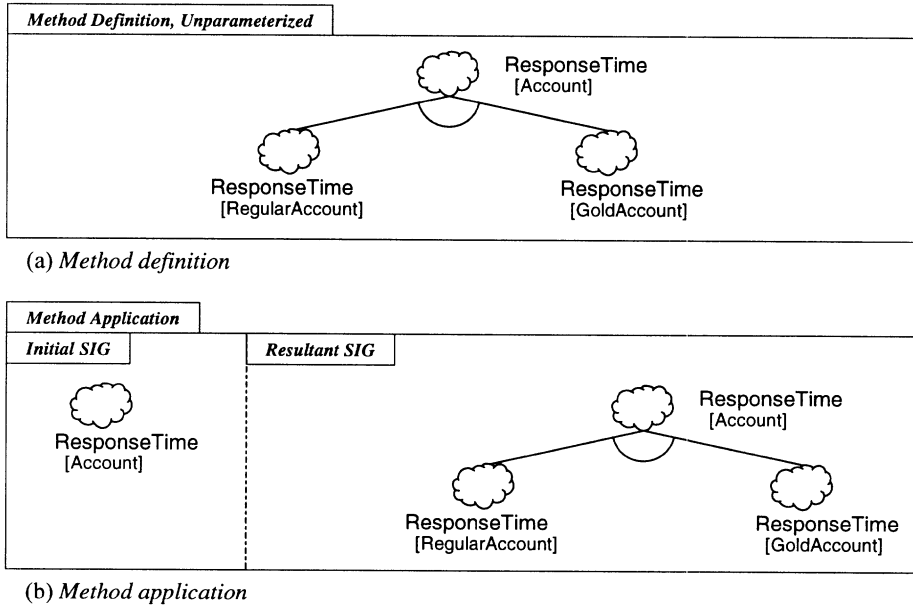 Method Definition, Unparameterized
ResponseTime
[Account]
ResponseTime
[RegularAccount]
ResponseTime
[GoldAccount]
(a) Method definition
Method Application
Initial SIG
Resultant SIG
ResponseTime
[Account]
ResponseTime
[Account]
ResponseTime
[RegularAccount]
ResponseTime
[GoldAccount]
(b) Method application